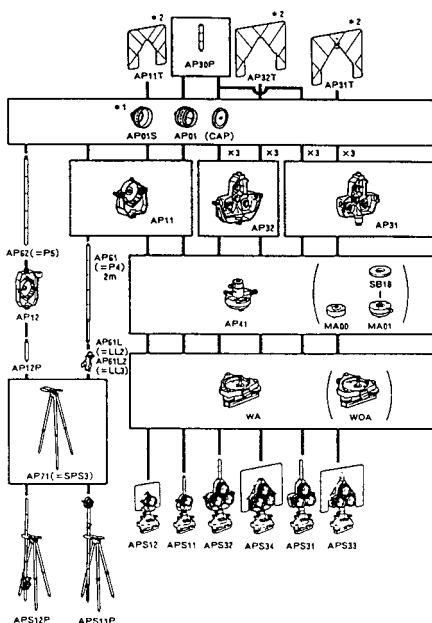 *2
*2
*2
AP11T
AP30P
AP32T
AP31T
*1
AP01S
AP01
(CAP)
×3
×3
×3
×3
AP11
AP32
AP31
AP62(=P5)
AP61
(=P4)
2m
AP12
AP41
SB18
MA00
MA01
AP12P
AP61L
(=LL2)
AP61L2
(=LL3)
WA
WOA
AP71(=SPS3)
APS12
APS11
APS32
APS34
APS31
APS33
APS12P
APS11P